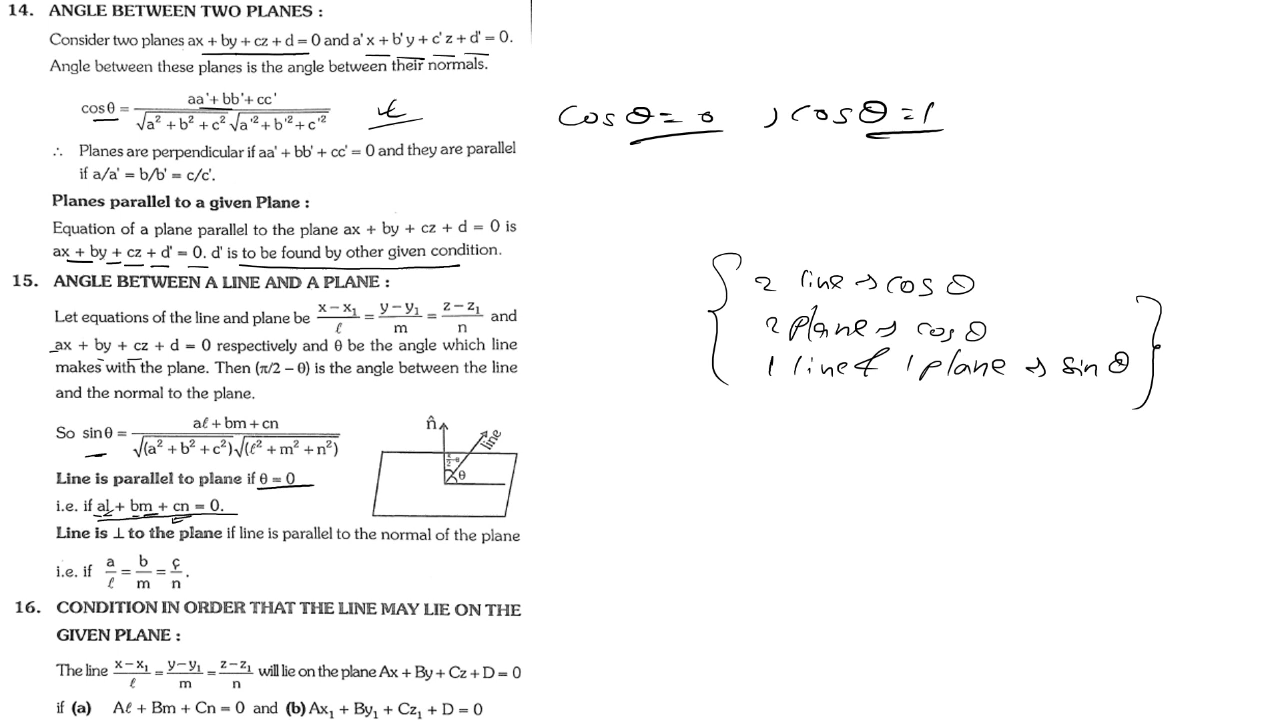 14. ANGLE BETWEEN TWO PLANES :
Consider two planes ax + by + cz + d = 0 and a'x + b'y + c'z + d' = 0.
Angle between these planes is the angle between their normals.
cosθ = (aa' + bb' + cc') / (√(a² + b² + c²) √(a'² + b'² + c'²))
∴ Planes are perpendicular if aa' + bb' + cc' = 0 and they are parallel
if a/a' = b/b' = c/c'.
Planes parallel to a given Plane :
Equation of a plane parallel to the plane ax + by + cz + d = 0 is
ax + by + cz + d' = 0. d' is to be found by other given condition.
15. ANGLE BETWEEN A LINE AND A PLANE :
Let equations of the line and plane be (x − x₁)/ℓ = (y − y₁)/m = (z − z₁)/n and
ax + by + cz + d = 0 respectively and θ be the angle which line
makes with the plane. Then (π/2 − θ) is the angle between the line
and the normal to the plane.
So sinθ = (aℓ + bm + cn) / (√(a² + b² + c²) √(ℓ² + m² + n²))
n̂
line
π/2 − θ
θ
Line is parallel to plane if θ = 0
i.e. if al + bm + cn = 0.
Line is ⊥ to the plane if line is parallel to the normal of the plane
i.e. if a/ℓ = b/m = c/n.
16. CONDITION IN ORDER THAT THE LINE MAY LIE ON THE
GIVEN PLANE :
The line (x − x₁)/ℓ = (y − y₁)/m = (z − z₁)/n will lie on the plane Ax + By + Cz + D = 0
if (a) Aℓ + Bm + Cn = 0 and (b) Ax₁ + By₁ + Cz₁ + D = 0
cosθ = 0 , cosθ = 1
2 line → cosθ
2 plane → cosθ
1 line & 1 plane → sinθ